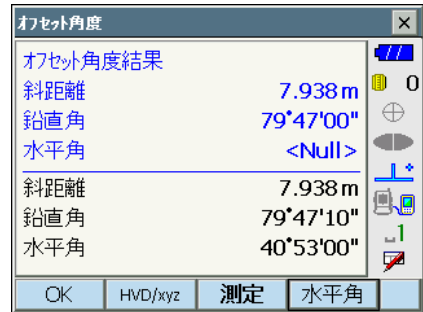 オフセット角度
オフセット角度結果
斜距離 7.938 m
鉛直角 79°47'00"
水平角 <Null>
斜距離 7.938 m
鉛直角 79°47'10"
水平角 40°53'00"
0
1
OK HVD/xyz 測定 水平角